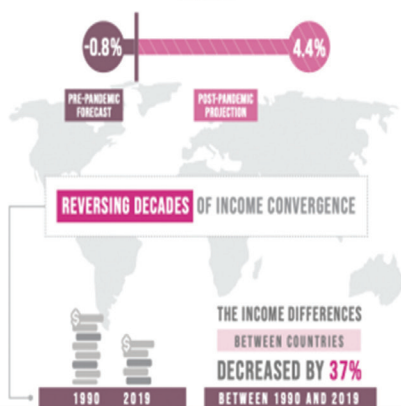 -0.8%
4.4%
PRE-PANDEMIC
FORECAST
POST-PANDEMIC
PROJECTION
REVERSING DECADES OF INCOME CONVERGENCE
$
$
THE INCOME DIFFERENCES
BETWEEN COUNTRIES
DECREASED BY 37%
1990 2019
BETWEEN 1990 AND 2019